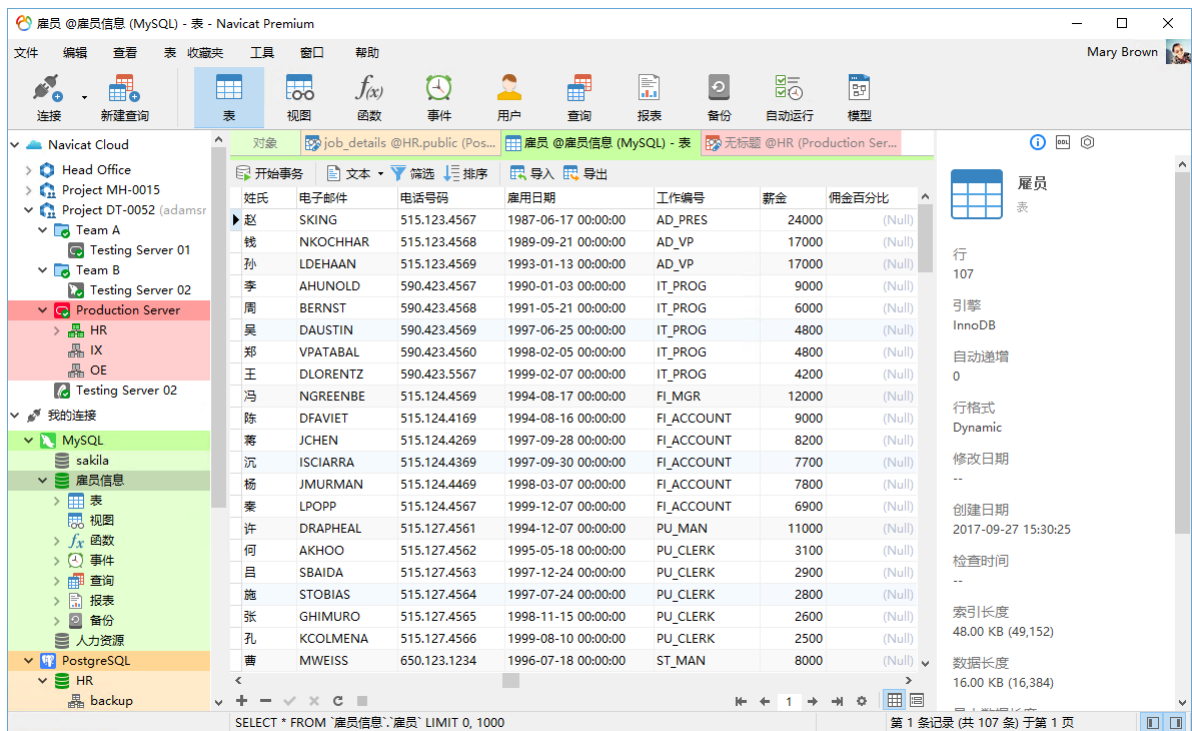 雇员 @雇员信息 (MySQL) - 表 - Navicat Premium
文件 编辑 查看 表 收藏夹 工具 窗口 帮助 Mary Brown
连接 新建查询 表 视图 函数 事件 用户 查询 报表 备份 自动运行 模型
Navicat Cloud
Head Office
Project MH-0015
Project DT-0052 (adamsr
Team A
Testing Server 01
Team B
Testing Server 02
Production Server
HR
IX
OE
Testing Server 02
我的连接
MySQL
sakila
雇员信息
表
视图
函数
事件
查询
报表
备份
人力资源
PostgreSQL
HR
backup
对象 job_details @HR.public (Pos... 雇员 @雇员信息 (MySQL) - 表 无标题 @HR (Production Ser...
开始事务 文本 筛选 排序 导入 导出
姓氏 电子邮件 电话号码 雇用日期 工作编号 薪金 佣金百分比
赵 SKING 515.123.4567 1987-06-17 00:00:00 AD_PRES 24000 (Null)
钱 NKOCHHAR 515.123.4568 1989-09-21 00:00:00 AD_VP 17000 (Null)
孙 LDEHAAN 515.123.4569 1993-01-13 00:00:00 AD_VP 17000 (Null)
李 AHUNOLD 590.423.4567 1990-01-03 00:00:00 IT_PROG 9000 (Null)
周 BERNST 590.423.4568 1991-05-21 00:00:00 IT_PROG 6000 (Null)
吴 DAUSTIN 590.423.4569 1997-06-25 00:00:00 IT_PROG 4800 (Null)
郑 VPATABAL 590.423.4560 1998-02-05 00:00:00 IT_PROG 4800 (Null)
王 DLORENTZ 590.423.5567 1999-02-07 00:00:00 IT_PROG 4200 (Null)
冯 NGREENBE 515.124.4569 1994-08-17 00:00:00 FI_MGR 12000 (Null)
陈 DFAVIET 515.124.4169 1994-08-16 00:00:00 FI_ACCOUNT 9000 (Null)
蒋 JCHEN 515.124.4269 1997-09-28 00:00:00 FI_ACCOUNT 8200 (Null)
沉 ISCIARRA 515.124.4369 1997-09-30 00:00:00 FI_ACCOUNT 7700 (Null)
杨 JMURMAN 515.124.4469 1998-03-07 00:00:00 FI_ACCOUNT 7800 (Null)
秦 LPOPP 515.124.4567 1999-12-07 00:00:00 FI_ACCOUNT 6900 (Null)
许 DRAPHEAL 515.127.4561 1994-12-07 00:00:00 PU_MAN 11000 (Null)
何 AKHOO 515.127.4562 1995-05-18 00:00:00 PU_CLERK 3100 (Null)
吕 SBAIDA 515.127.4563 1997-12-24 00:00:00 PU_CLERK 2900 (Null)
施 STOBIAS 515.127.4564 1997-07-24 00:00:00 PU_CLERK 2800 (Null)
张 GHIMURO 515.127.4565 1998-11-15 00:00:00 PU_CLERK 2600 (Null)
孔 KCOLMENA 515.127.4566 1999-08-10 00:00:00 PU_CLERK 2500 (Null)
曹 MWEISS 650.123.1234 1996-07-18 00:00:00 ST_MAN 8000 (Null)
1
SELECT * FROM `雇员信息`.`雇员` LIMIT 0, 1000
第 1 条记录 (共 107 条) 于第 1 页
DDL
雇员
表
行
107
引擎
InnoDB
自动递增
0
行格式
Dynamic
修改日期
--
创建日期
2017-09-27 15:30:25
检查时间
--
索引长度
48.00 KB (49,152)
数据长度
16.00 KB (16,384)